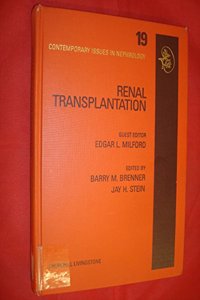 19
CONTEMPORARY ISSUES IN NEPHROLOGY
RENAL
TRANSPLANTATION
GUEST EDITOR
EDGAR L. MILFORD
EDITED BY
BARRY M. BRENNER
JAY H. STEIN
CHURCHILL LIVINGSTONE